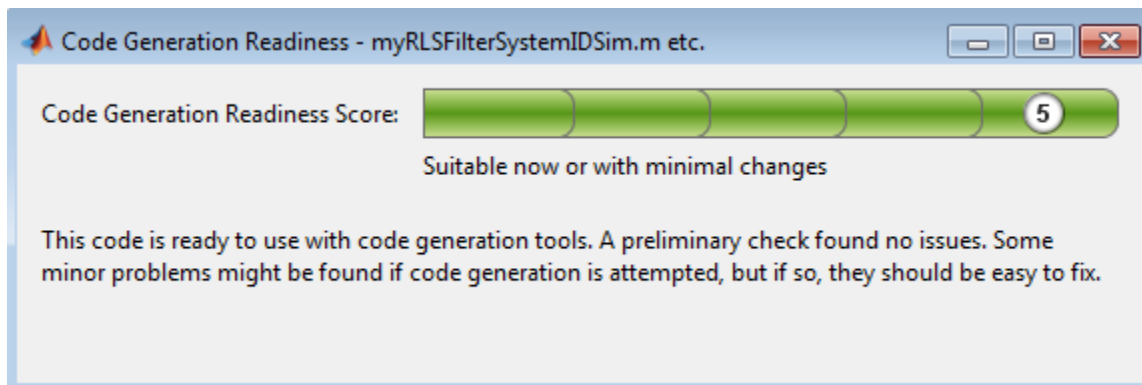 Code Generation Readiness - myRLSFilterSystemIDSim.m etc.
Code Generation Readiness Score:
5
Suitable now or with minimal changes
This code is ready to use with code generation tools. A preliminary check found no issues. Some
minor problems might be found if code generation is attempted, but if so, they should be easy to fix.